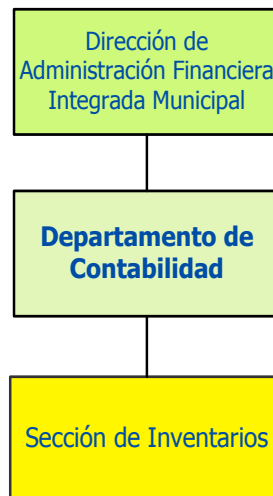 Dirección de
Administración Financiera
Integrada Municipal
Departamento de
Contabilidad
Sección de Inventarios